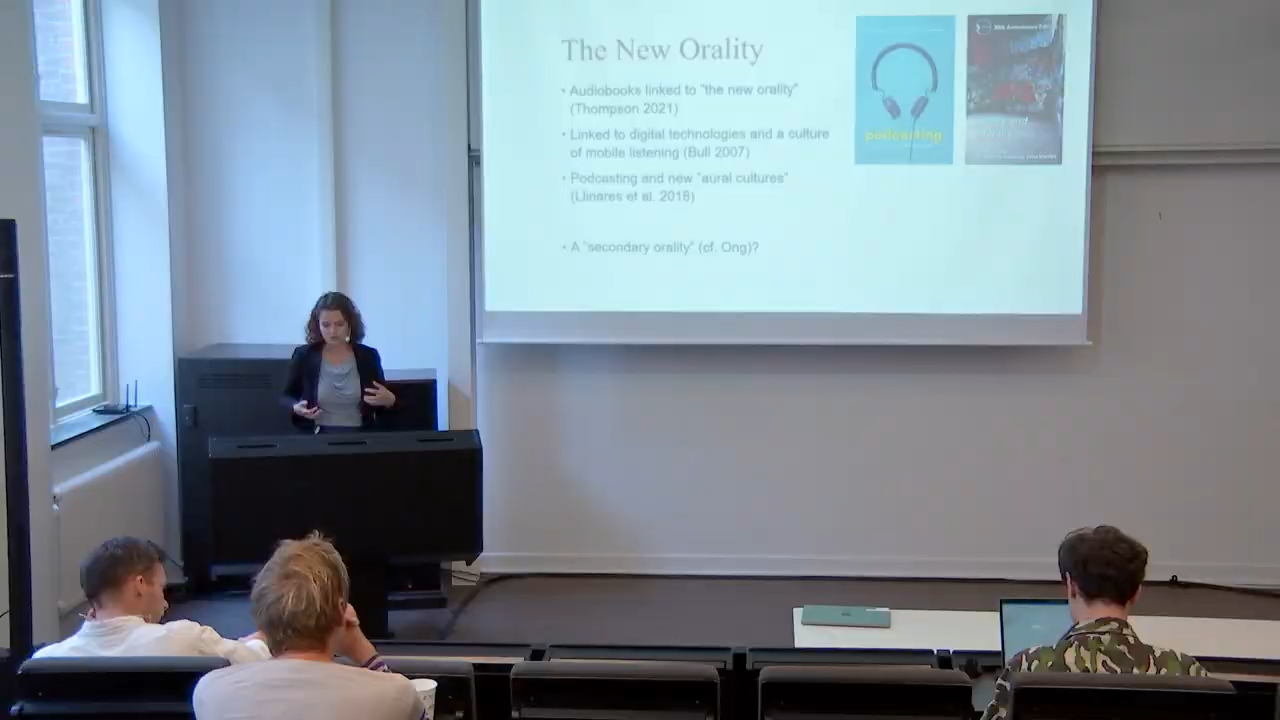 The New Orality
• Audiobooks linked to "the new orality"
(Thompson 2021)
• Linked to digital technologies and a culture
of mobile listening (Bull 2007)
• Podcasting and new "aural cultures"
(Llinares et al. 2018)
• A "secondary orality" (cf. Ong)?
podcasting